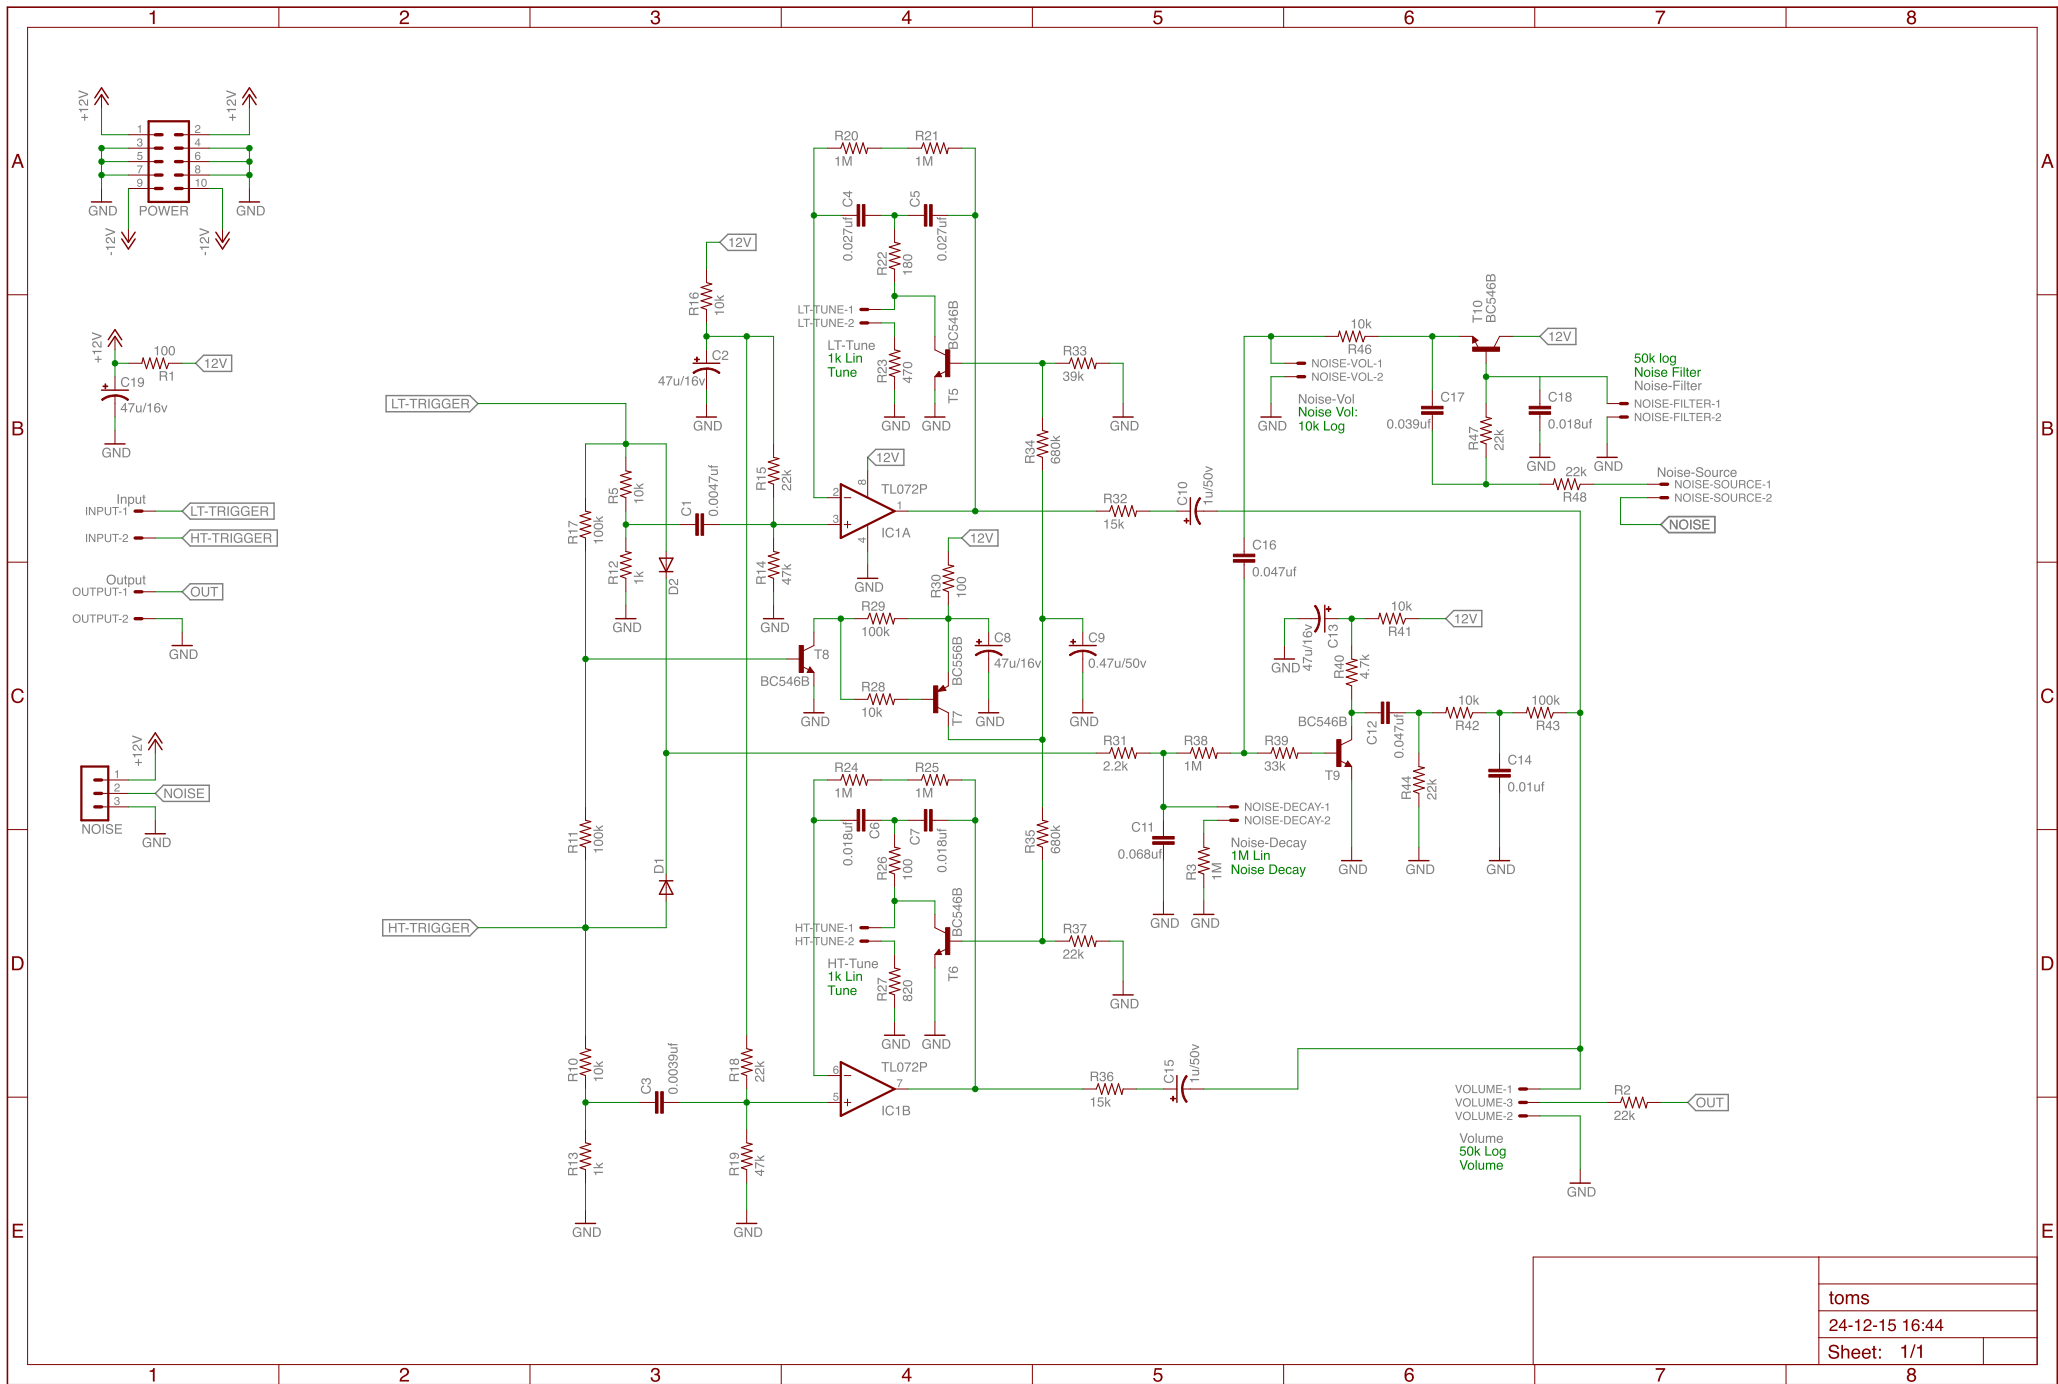 1 2 3 4 5 6 7 8
A A
B B
C C
D D
E E
1 2 3 4 5 6 7 8
+12V
+12V
1 2
3 4
5 6
7 8
9 10
GND
POWER
GND
-12V
-12V
+12V
100
R1
12V
C19
47u/16v
GND
Input
INPUT-1
LT-TRIGGER
INPUT-2
HT-TRIGGER
Output
OUTPUT-1
OUT
OUTPUT-2
GND
+12V
1
2
3
NOISE
NOISE
GND
LT-TRIGGER
HT-TRIGGER
12V
R16
10k
C2
47u/16v
GND
R5
10k
R17
100k
R12
1k
GND
D2
C1
0.0047uf
R15
22k
R14
47k
GND
R11
100k
D1
R10
10k
R13
1k
GND
C3
0.0039uf
R18
22k
R19
47k
GND
R20
1M
R21
1M
C4
0.027uf
C5
0.027uf
R22
180
LT-TUNE-1
LT-TUNE-2
LT-Tune
1k Lin
Tune
R23
470
GND
BC546B
T5
GND
R33
39k
GND
R34
680k
12V
8
TL072P
2
3
1
4
IC1A
GND
12V
R30
100
R29
100k
T8
BC546B
GND
R28
10k
BC556B
T7
C8
47u/16v
GND
C9
0.47u/50v
GND
R32
15k
C10
1u/50v
R31
2.2k
R38
1M
R39
33k
R24
1M
R25
1M
0.018uf
C6
C7
0.018uf
R26
100
HT-TUNE-1
HT-TUNE-2
HT-Tune
1k Lin
Tune
R27
820
GND
BC546B
T6
GND
R35
680k
R37
22k
GND
TL072P
6
5
7
IC1B
R36
15k
C15
1u/50v
C11
0.068uf
GND
NOISE-DECAY-1
NOISE-DECAY-2
Noise-Decay
1M Lin
Noise Decay
R3
1M
GND
C16
0.047uf
10k
R46
NOISE-VOL-1
NOISE-VOL-2
Noise-Vol
Noise Vol:
10k Log
GND
T10
BC546B
12V
C17
0.039uf
R47
22k
C18
0.018uf
GND
GND
50k log
Noise Filter
Noise-Filter
NOISE-FILTER-1
NOISE-FILTER-2
22k
R48
Noise-Source
NOISE-SOURCE-1
NOISE-SOURCE-2
NOISE
10k
R41
12V
47u/16v
C13
GND
R40
4.7k
BC546B
T9
GND
C12
0.047uf
R44
22k
GND
10k
R42
100k
R43
C14
0.01uf
GND
VOLUME-1
VOLUME-3
VOLUME-2
Volume
50k Log
Volume
GND
R2
22k
OUT
toms
24-12-15 16:44
Sheet: 1/1